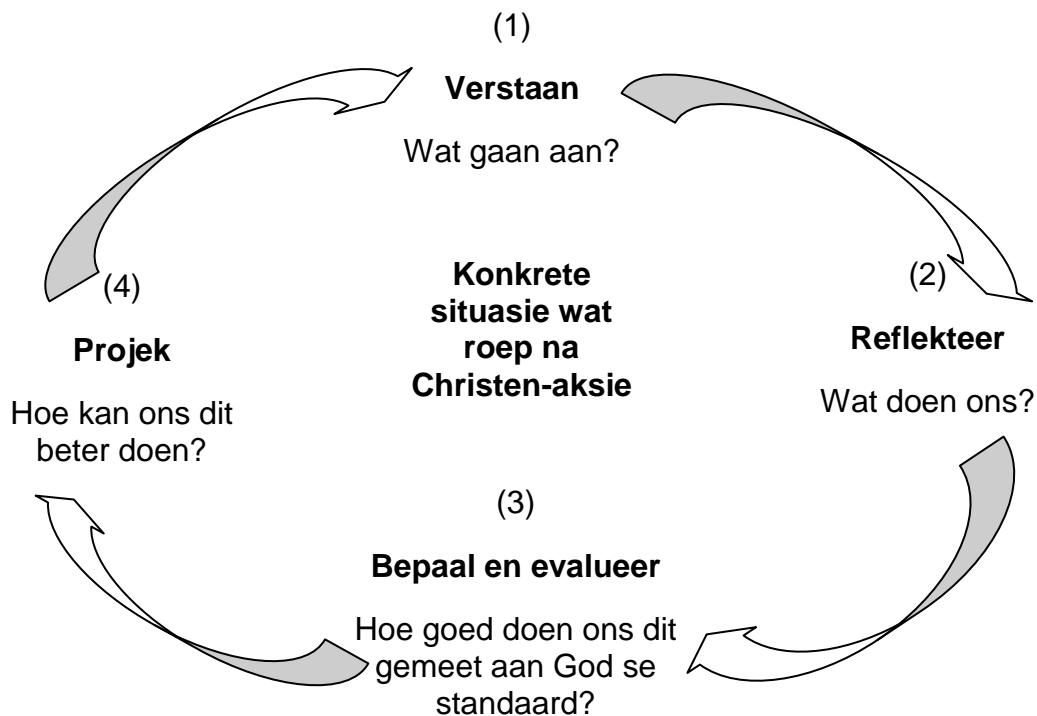 (1)
Verstaan
Wat gaan aan?
(2)
Reflekteer
Wat doen ons?
(3)
Bepaal en evalueer
Hoe goed doen ons dit
gemeet aan God se
standaard?
(4)
Projek
Hoe kan ons dit
beter doen?
Konkrete
situasie wat
roep na
Christen-aksie